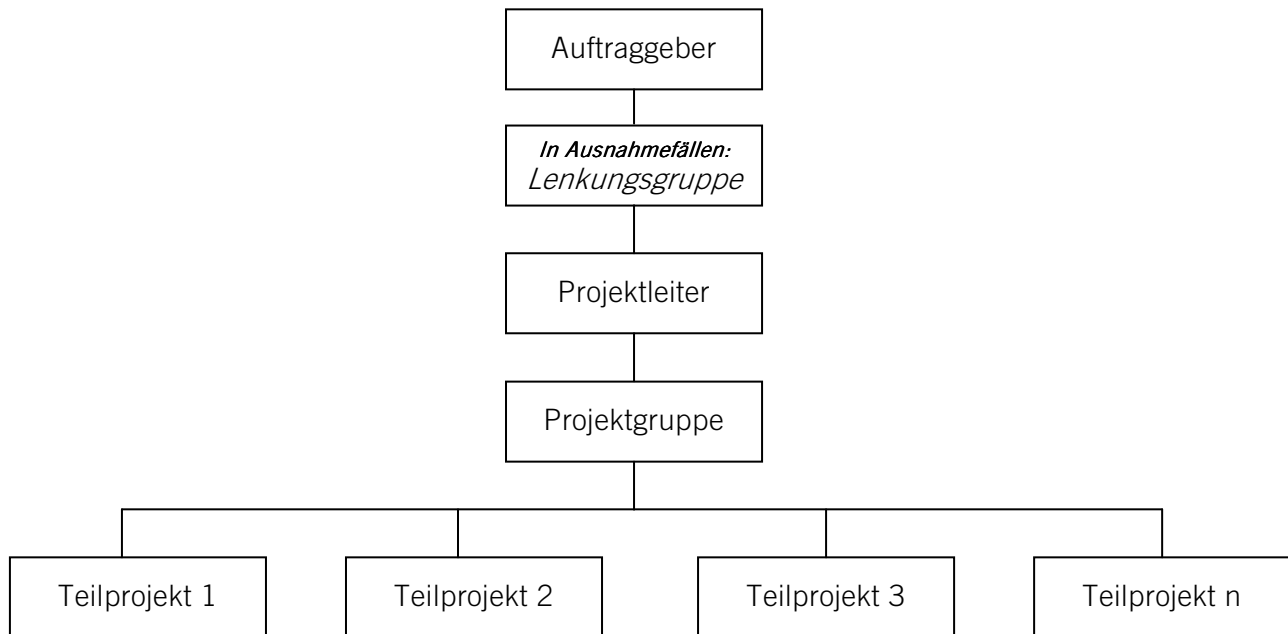 Auftraggeber
In Ausnahmefällen:
Lenkungsgruppe
Projektleiter
Projektgruppe
Teilprojekt 1
Teilprojekt 2
Teilprojekt 3
Teilprojekt n